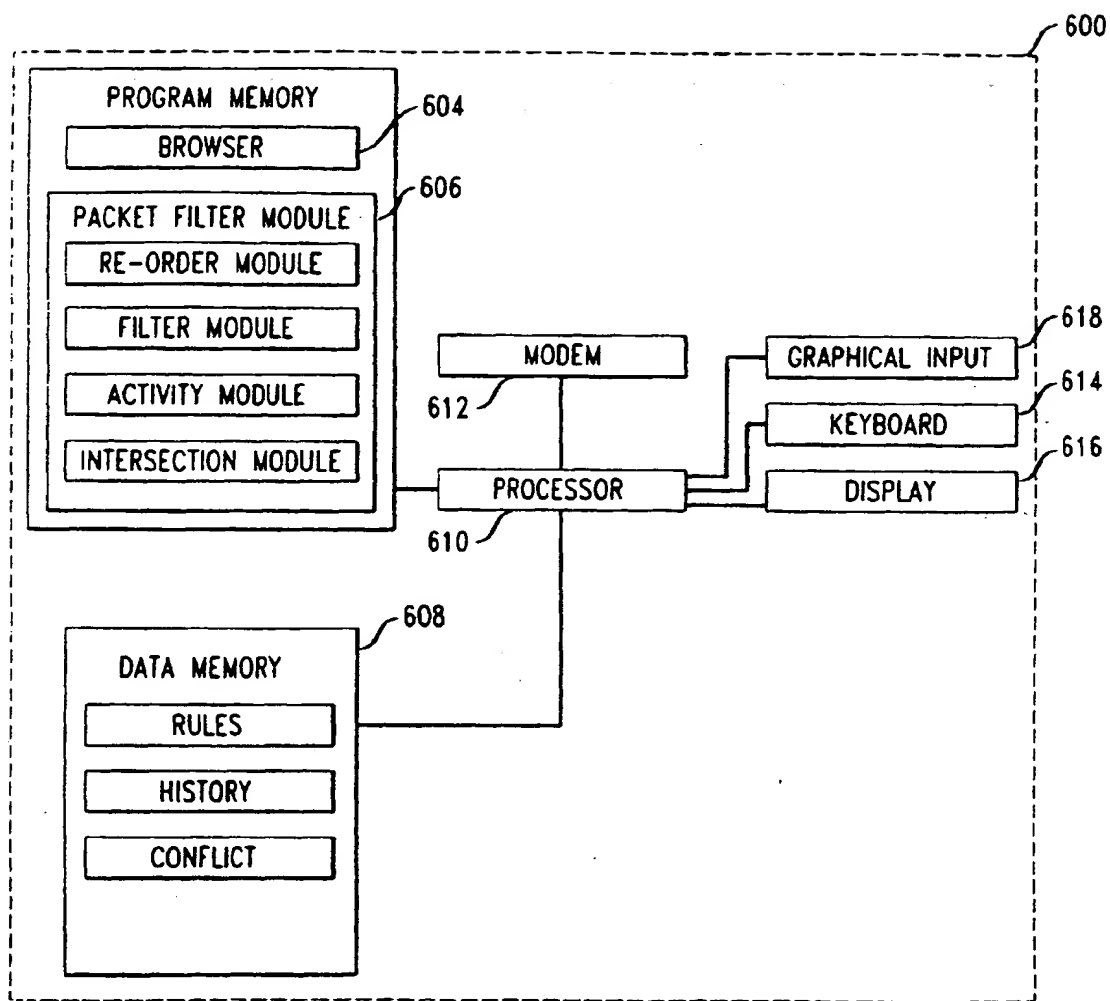 600
PROGRAM MEMORY
604
BROWSER
606
PACKET FILTER MODULE
RE-ORDER MODULE
FILTER MODULE
ACTIVITY MODULE
INTERSECTION MODULE
MODEM
612
618
GRAPHICAL INPUT
614
KEYBOARD
616
DISPLAY
PROCESSOR
610
608
DATA MEMORY
RULES
HISTORY
CONFLICT